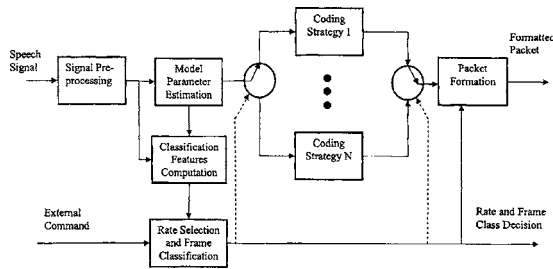 Speech
Signal
Signal Pre-
processing
Model
Parameter
Estimation
Coding
Strategy 1
Coding
Strategy N
Formatted
Packet
Packet
Formation
Classification
Features
Computation
External
Command
Rate Selection
and Frame
Classification
Rate and Frame
Class Decision